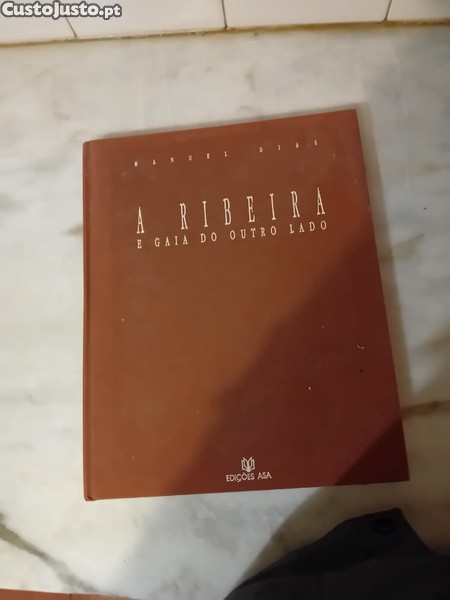 CustoJusto.pt
MANUEL DIAS
A RIBEIRA
E GAIA DO OUTRO LADO
EDIÇÕES ASA